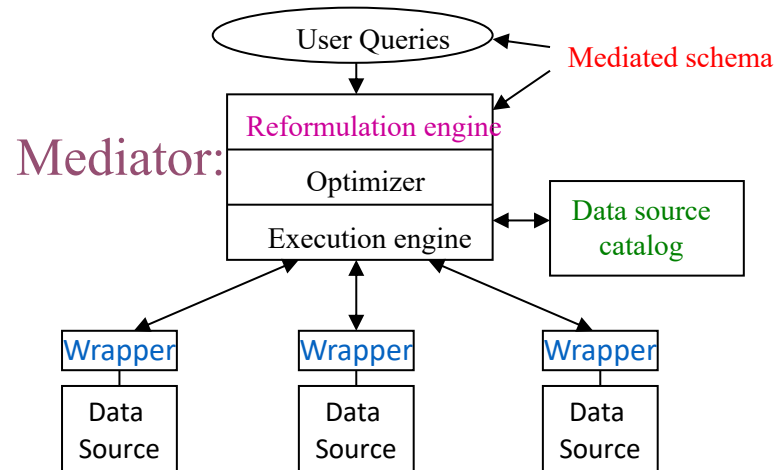 User Queries
Mediated schema
Mediator:
Reformulation engine
Optimizer
Execution engine
Data source
catalog
Wrapper
Wrapper
Wrapper
Data
Source
Data
Source
Data
Source